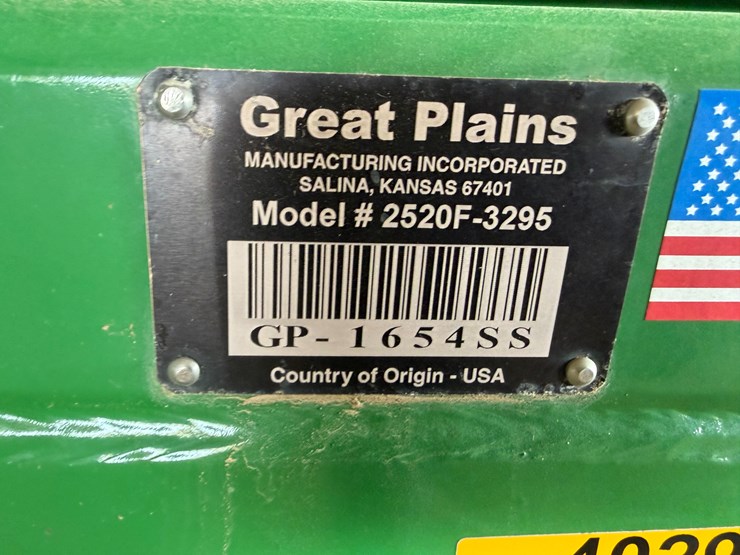 Great Plains
MANUFACTURING INCORPORATED
SALINA, KANSAS 67401
Model # 2520F-3295
GP- 1654SS
Country of Origin - USA